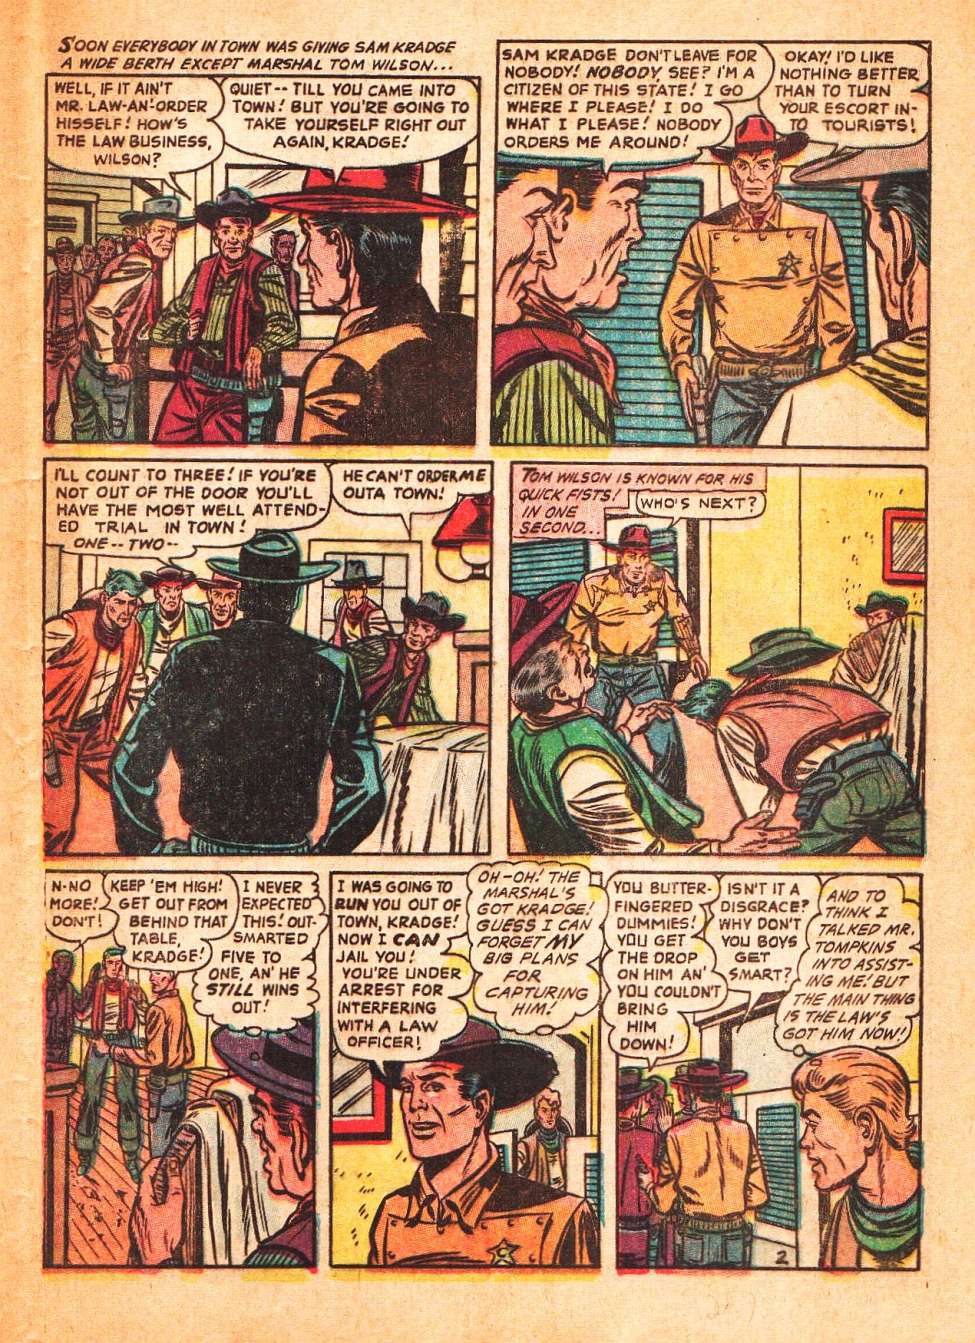 SOON EVERYBODY IN TOWN WAS GIVING SAM KRADGE
A WIDE BERTH EXCEPT MARSHAL TOM WILSON...
WELL, IF IT AIN'T
MR. LAW-AN'-ORDER
HISSELF! HOW'S
THE LAW BUSINESS,
WILSON?
QUIET-- TILL YOU CAME INTO
TOWN! BUT YOU'RE GOING TO
TAKE YOURSELF RIGHT OUT
AGAIN, KRADGE!
SAM KRADGE DON'T LEAVE FOR
NOBODY! NOBODY, SEE? I'M A
CITIZEN OF THIS STATE! I GO
WHERE I PLEASE! I DO
WHAT I PLEASE! NOBODY
ORDERS ME AROUND!
OKAY! I'D LIKE
NOTHING BETTER
THAN TO TURN
YOUR ESCORT IN-
TO TOURISTS!
I'LL COUNT TO THREE! IF YOU'RE
NOT OUT OF THE DOOR YOU'LL
HAVE THE MOST WELL ATTEND-
ED TRIAL IN TOWN!
ONE-- TWO--
HE CAN'T ORDER ME
OUTA TOWN!
TOM WILSON IS KNOWN FOR HIS
QUICK FISTS!
IN ONE
SECOND...
WHO'S NEXT?
N-NO
MORE!
DON'T!
KEEP 'EM HIGH!
GET OUT FROM
BEHIND THAT
TABLE,
KRADGE!
I NEVER
EXPECTED
THIS! OUT-
SMARTED
FIVE TO
ONE, AN' HE
STILL WINS
OUT!
I WAS GOING TO
RUN YOU OUT OF
TOWN, KRADGE!
NOW I CAN
JAIL YOU!
YOU'RE UNDER
ARREST FOR
INTERFERING
WITH A LAW
OFFICER!
OH-OH! THE
MARSHAL'S
GOT KRADGE!
GUESS I CAN
FORGET MY
BIG PLANS
FOR
CAPTURING
HIM!
YOU BUTTER-
FINGERED
DUMMIES!
YOU GET
THE DROP
ON HIM AN'
YOU COULDN'T
BRING
HIM
DOWN!
ISN'T IT A
DISGRACE?
WHY DON'T
YOU BOYS
GET
SMART?
AND TO
THINK I
TALKED MR.
TOMPKINS
INTO ASSIST-
ING ME! BUT
THE MAIN THING
IS THE LAW'S
GOT HIM NOW!
2